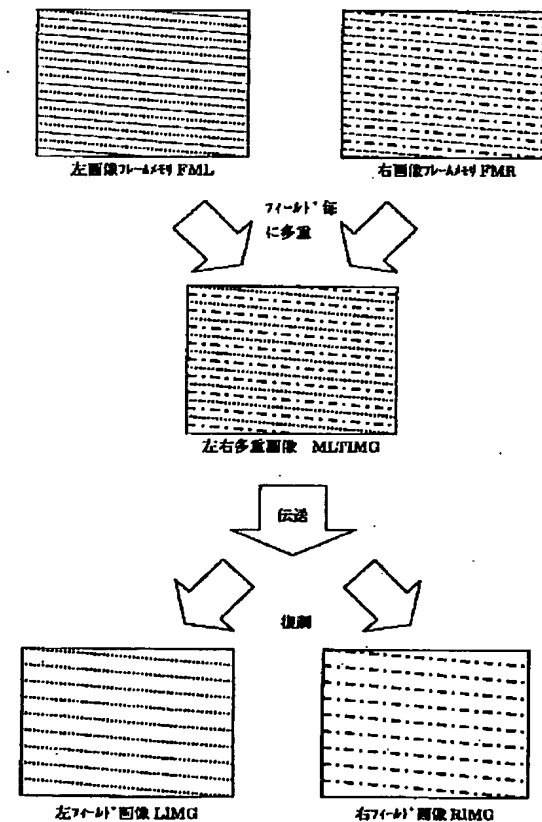 左画像フレームメモリ FML
右画像フレームメモリ FMR
フィールド毎
に多重
左右多重画像 MLTIMG
伝送
復調
左フィールド画像 LIMG
右フィールド画像 RIMG